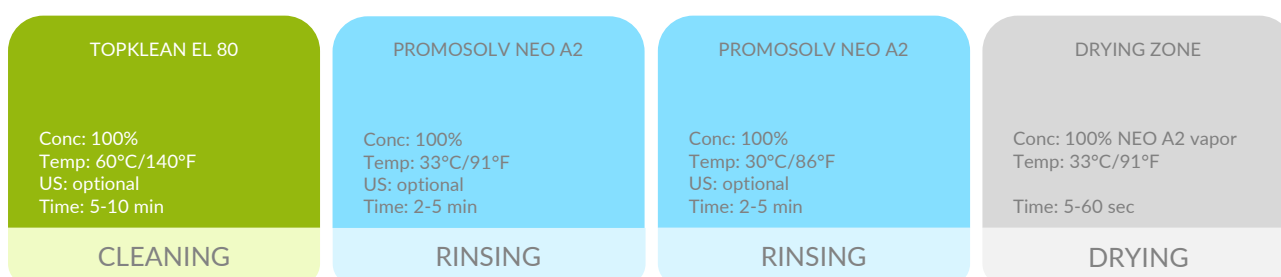 TOPKLEAN EL 80
Conc: 100%
Temp: 60°C/140°F
US: optional
Time: 5-10 min
CLEANING
PROMOSOLV NEO A2
Conc: 100%
Temp: 33°C/91°F
US: optional
Time: 2-5 min
RINSING
PROMOSOLV NEO A2
Conc: 100%
Temp: 30°C/86°F
US: optional
Time: 2-5 min
RINSING
DRYING ZONE
Conc: 100% NEO A2 vapor
Temp: 33°C/91°F
Time: 5-60 sec
DRYING